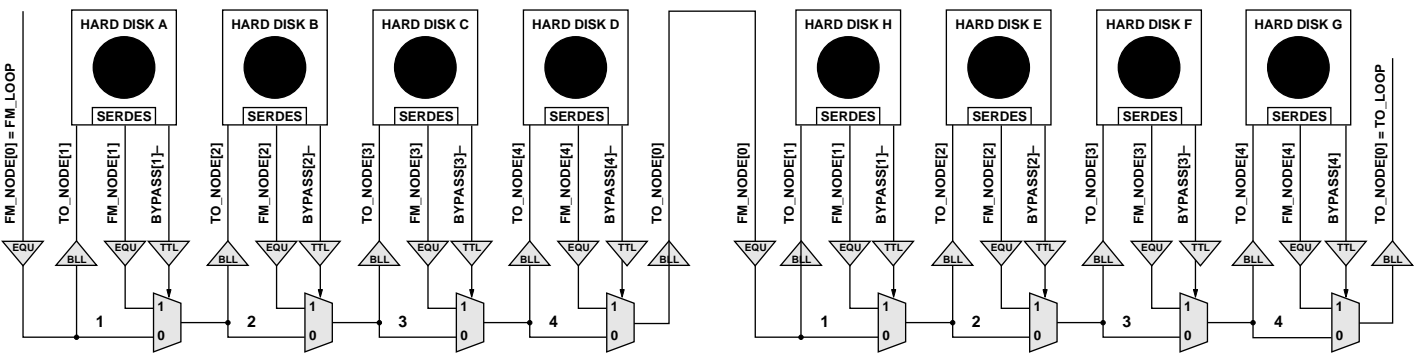 HARD DISK A
HARD DISK B
HARD DISK C
HARD DISK D
HARD DISK H
HARD DISK E
HARD DISK F
HARD DISK G
SERDES
SERDES
SERDES
SERDES
SERDES
SERDES
SERDES
SERDES
FM_NODE[0] = FM_LOOP
TO_NODE[1]
FM_NODE[1]
BYPASS[1]–
TO_NODE[2]
FM_NODE[2]
BYPASS[2]–
TO_NODE[3]
FM_NODE[3]
BYPASS[3]–
TO_NODE[4]
FM_NODE[4]
BYPASS[4]–
TO_NODE[0]
FM_NODE[0]
TO_NODE[1]
FM_NODE[1]
BYPASS[1]–
TO_NODE[2]
FM_NODE[2]
BYPASS[2]–
TO_NODE[3]
FM_NODE[3]
BYPASS[3]–
TO_NODE[4]
FM_NODE[4]
BYPASS[4]
TO_NODE[0] = TO_LOOP
EQU
BLL
EQU
TTL
BLL
EQU
TTL
BLL
EQU
TTL
BLL
EQU
TTL
BLL
EQU
BLL
EQU
TTL
BLL
EQU
TTL
BLL
EQU
TTL
BLL
EQU
TTL
BLL
1
1
0
2
1
0
3
1
0
4
1
0
1
1
0
2
1
0
3
1
0
4
1
0